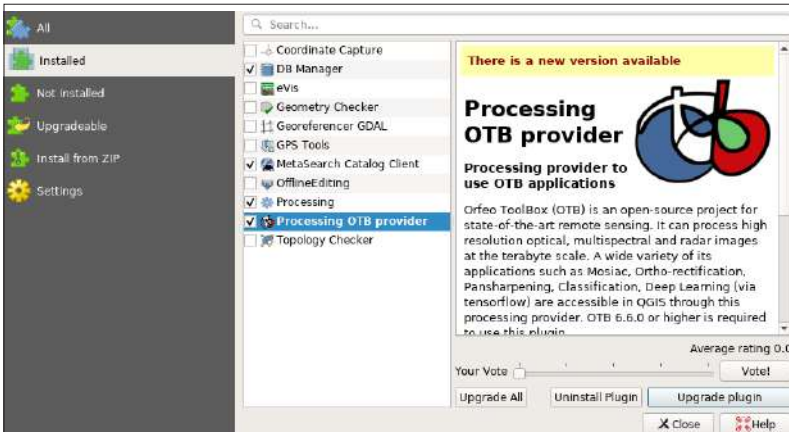 All
Installed
Not installed
Upgradeable
Install from ZIP
Settings
Search...
Coordinate Capture
DB Manager
eVis
Geometry Checker
Georeferencer GDAL
GPS Tools
MetaSearch Catalog Client
OfflineEditing
Processing
Processing OTB provider
Topology Checker
There is a new version available
Processing
OTB provider
Processing provider to
use OTB applications
Orfeo ToolBox (OTB) is an open-source project for
state-of-the-art remote sensing. It can process high
resolution optical, multispectral and radar images
at the terabyte scale. A wide variety of its
applications such as Mosiac, Ortho-rectification,
Pansharpening, Classification, Deep Learning (via
tensorflow) are accessible in QGIS through this
processing provider. OTB 6.6.0 or higher is required
to use this plugin
Average rating 0.0
Your Vote
Vote!
Upgrade All
Uninstall Plugin
Upgrade plugin
Close
Help